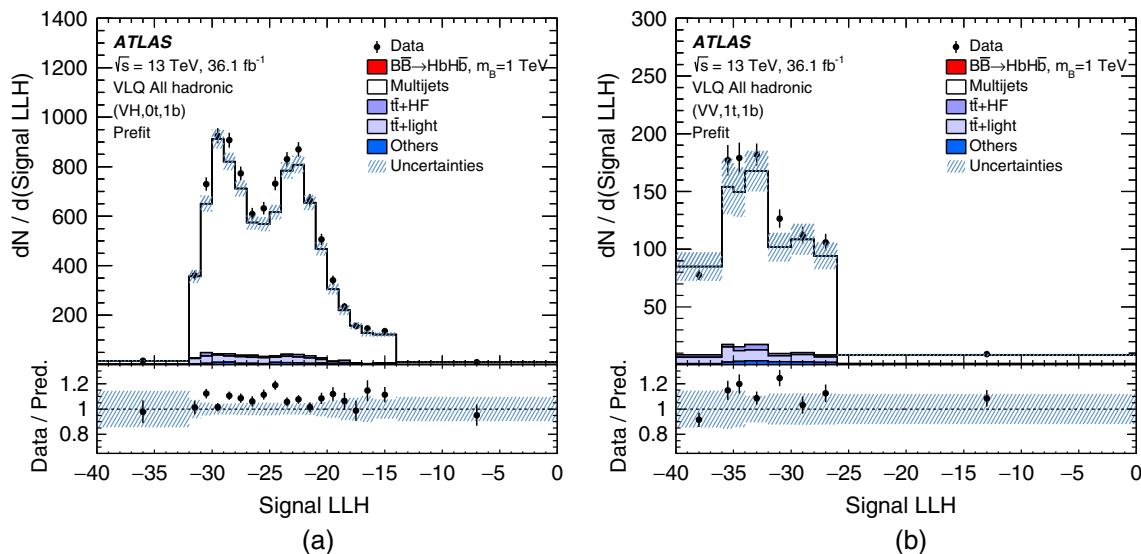 1400
1200
1000
800
600
400
200
dN / d(Signal LLH)
ATLAS
√s = 13 TeV, 36.1 fb⁻¹
VLQ All hadronic
(VH,0t,1b)
Prefit
Data
BB̅→HbHb̅, m_B=1 TeV
Multijets
tt̅+HF
tt̅+light
Others
Uncertainties
1.2
1
0.8
Data / Pred.
−40 −35 −30 −25 −20 −15 −10 −5 0
Signal LLH
(a)
300
250
200
150
100
50
dN / d(Signal LLH)
ATLAS
√s = 13 TeV, 36.1 fb⁻¹
VLQ All hadronic
(VV,1t,1b)
Prefit
Data
BB̅→HbHb̅, m_B=1 TeV
Multijets
tt̅+HF
tt̅+light
Others
Uncertainties
1.2
1
0.8
Data / Pred.
−40 −35 −30 −25 −20 −15 −10 −5 0
Signal LLH
(b)